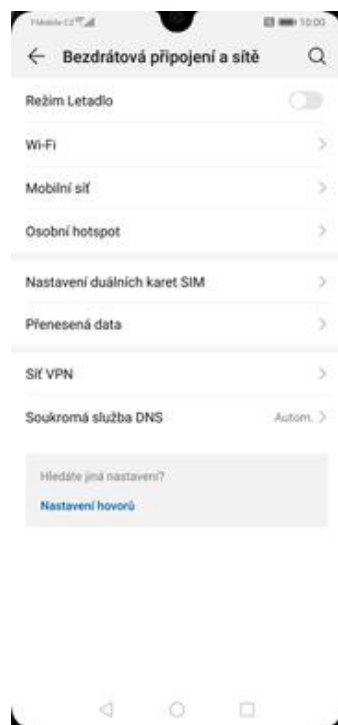 T-Mobile CZ 10:00
Bezdrátová připojení a sítě
Režim Letadlo
Wi-Fi
Mobilní síť
Osobní hotspot
Nastavení duálních karet SIM
Přenesená data
Síť VPN
Soukromá služba DNS Autom.
Hledáte jiná nastavení?
Nastavení hovorů